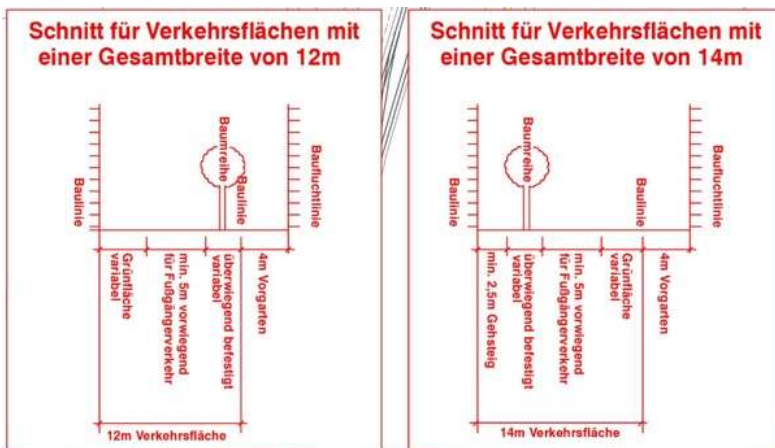 Schnitt für Verkehrsflächen mit
einer Gesamtbreite von 12m
Baulinie
Baumreihe
Baulinie
Baufluchtlinie
Grünfläche
variabel
min. 5m vorwiegend
für Fußgängerverkehr
überwiegend befestigt
variabel
4m Vorgarten
12m Verkehrsfläche
Schnitt für Verkehrsflächen mit
einer Gesamtbreite von 14m
Baulinie
Baumreihe
Baulinie
Baufluchtlinie
min. 2,5m Gehsteig
überwiegend befestigt
variabel
min. 5m vorwiegend
für Fußgängerverkehr
Grünfläche
variabel
4m Vorgarten
14m Verkehrsfläche